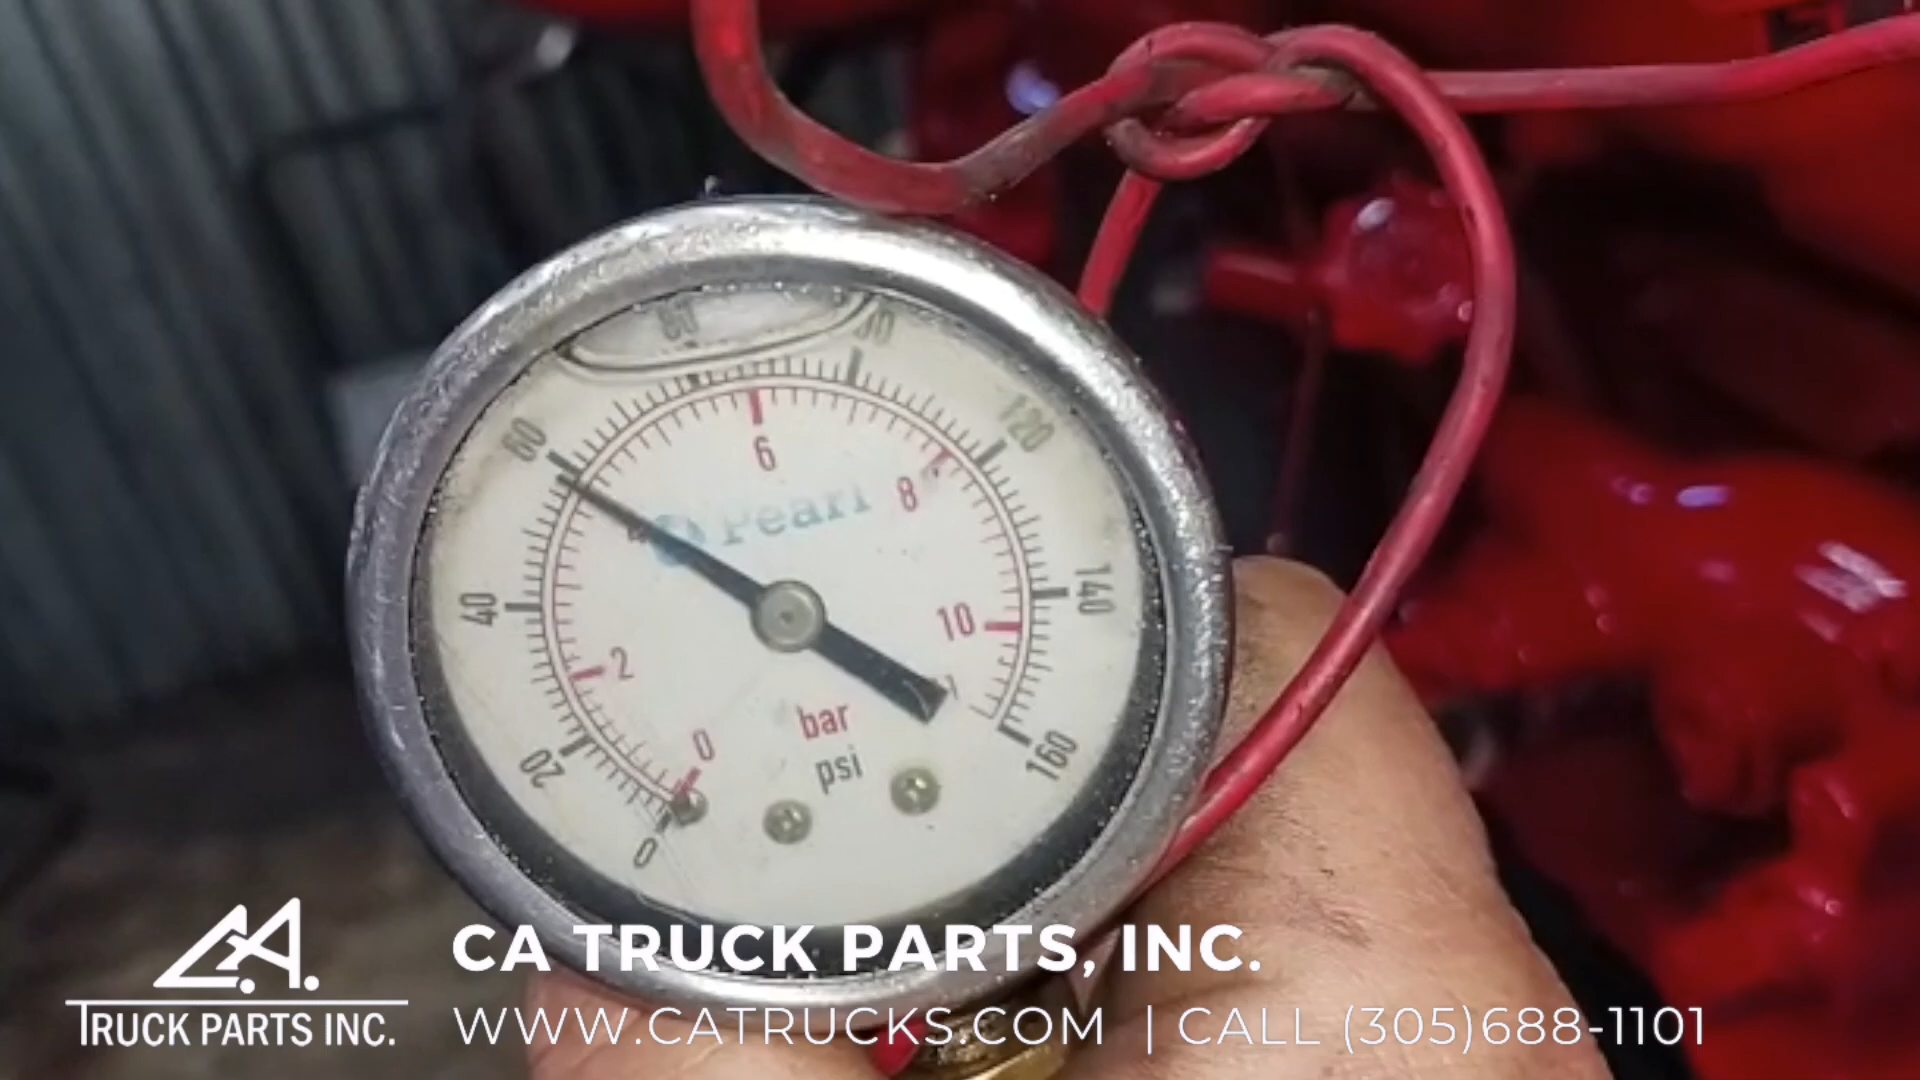 80
100
60
120
6
Pearl
8
4
40
140
10
2
bar
0
psi
20
160
0
C.A.
TRUCK PARTS INC.
CA TRUCK PARTS, INC.
WWW.CATRUCKS.COM | CALL (305)688-1101